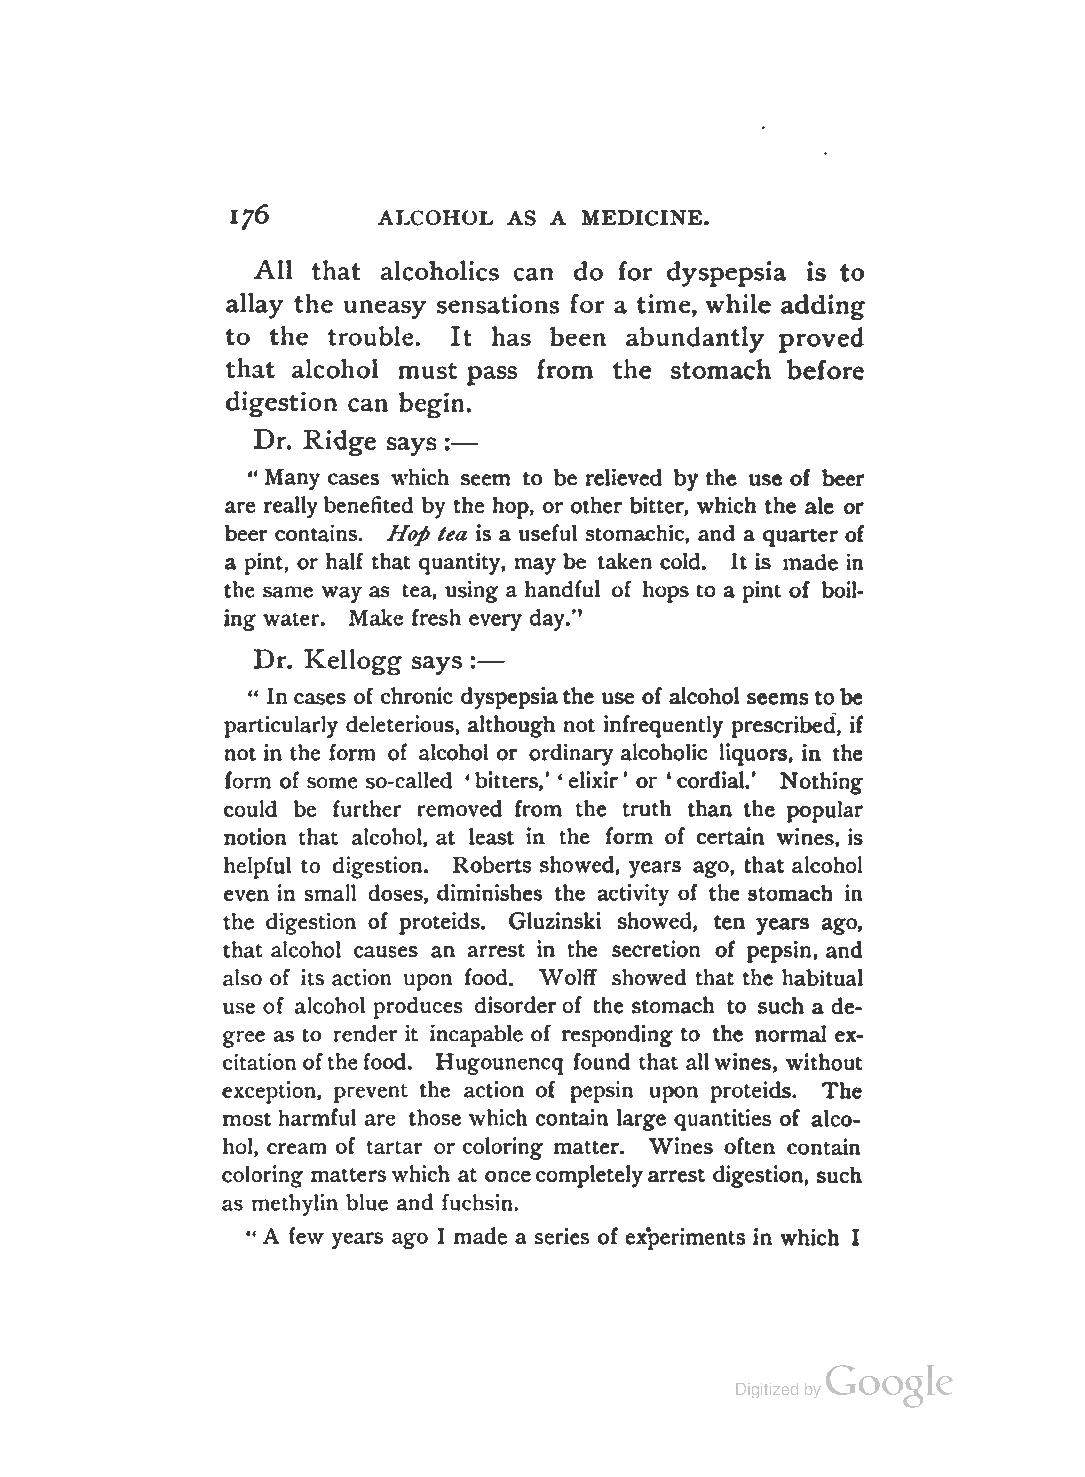 176 ALCOHOL AS A MEDICINE.
All that alcoholics can do for dyspepsia is to
allay the uneasy sensations for a time, while adding
to the trouble. It has been abundantly proved
that alcohol must pass from the stomach before
digestion can begin.
Dr. Ridge says :—
“ Many cases which seem to be relieved by the use of beer
are really benefited by the hop, or other bitter, which the ale or
beer contains. Hop tea is a useful stomachic, and a quarter of
a pint, or half that quantity, may be taken cold. It is made in
the same way as tea, using a handful of hops to a pint of boil-
ing water. Make fresh every day.”
Dr. Kellogg says :—
“ In cases of chronic dyspepsia the use of alcohol seems to be
particularly deleterious, although not infrequently prescribed, if
not in the form of alcohol or ordinary alcoholic liquors, in the
form of some so-called ‘ bitters,’ ‘ elixir ’ or ‘ cordial.’ Nothing
could be further removed from the truth than the popular
notion that alcohol, at least in the form of certain wines, is
helpful to digestion. Roberts showed, years ago, that alcohol
even in small doses, diminishes the activity of the stomach in
the digestion of proteids. Gluzinski showed, ten years ago,
that alcohol causes an arrest in the secretion of pepsin, and
also of its action upon food. Wolff showed that the habitual
use of alcohol produces disorder of the stomach to such a de-
gree as to render it incapable of responding to the normal ex-
citation of the food. Hugounencq found that all wines, without
exception, prevent the action of pepsin upon proteids. The
most harmful are those which contain large quantities of alco-
hol, cream of tartar or coloring matter. Wines often contain
coloring matters which at once completely arrest digestion, such
as methylin blue and fuchsin.
“ A few years ago I made a series of experiments in which I
Digitized by Google